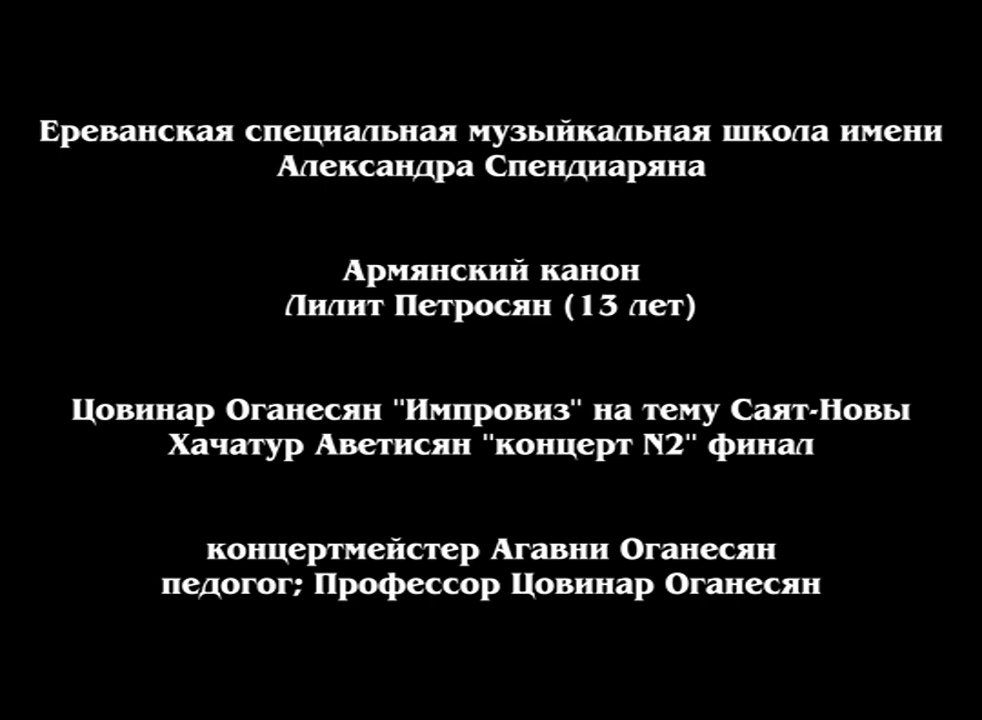 Ереванская специальная музыйкальная школа имени
Александра Спендиаряна
Армянский канон
Лилит Петросян (13 лет)
Цовинар Оганесян "Импровиз" на тему Саят-Новы
Хачатур Аветисян "концерт N2" финал
концертмейстер Агавни Оганесян
педогог; Профессор Цовинар Оганесян